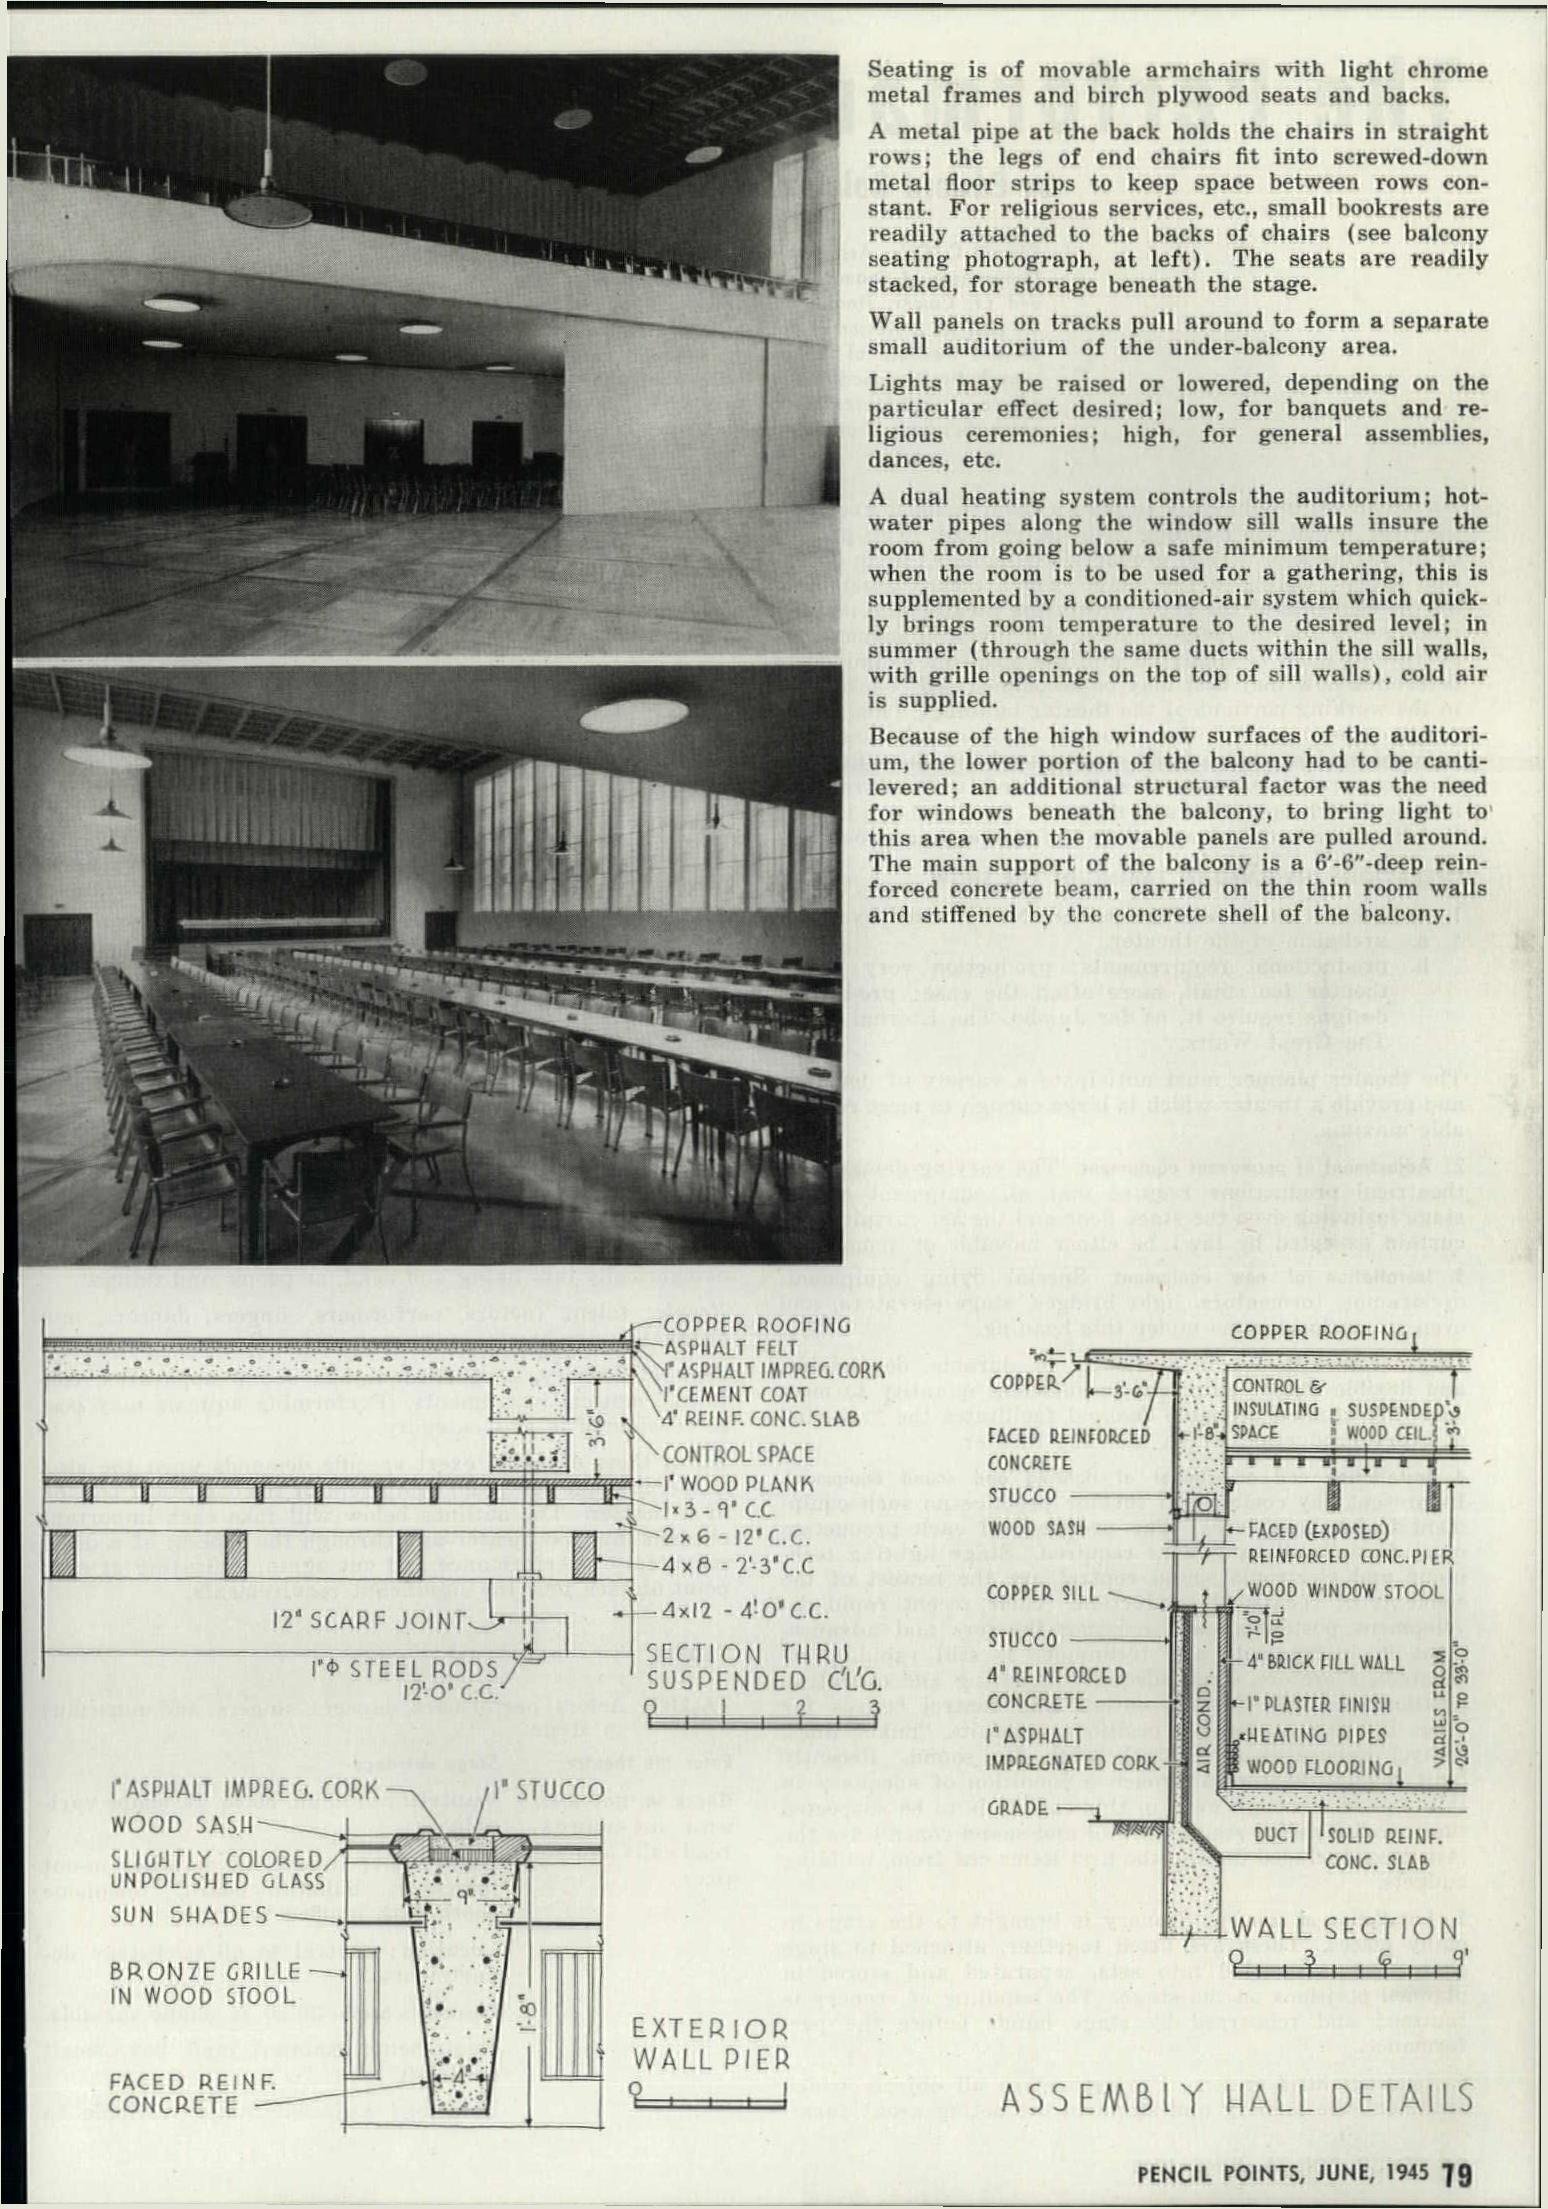 Seating is of movable armchairs with light chrome
metal frames and birch plywood seats and backs.
A metal pipe at the back holds the chairs in straight
rows; the legs of end chairs fit into screwed-down
metal floor strips to keep space between rows con-
stant. For religious services, etc., small bookrests are
readily attached to the backs of chairs (see balcony
seating photograph, at left). The seats are readily
stacked, for storage beneath the stage.
Wall panels on tracks pull around to form a separate
small auditorium of the under-balcony area.
Lights may be raised or lowered, depending on the
particular effect desired; low, for banquets and re-
ligious ceremonies; high, for general assemblies,
dances, etc.
A dual heating system controls the auditorium; hot-
water pipes along the window sill walls insure the
room from going below a safe minimum temperature;
when the room is to be used for a gathering, this is
supplemented by a conditioned-air system which quick-
ly brings room temperature to the desired level; in
summer (through the same ducts within the sill walls,
with grille openings on the top of sill walls), cold air
is supplied.
Because of the high window surfaces of the auditori-
um, the lower portion of the balcony had to be canti-
levered; an additional structural factor was the need
for windows beneath the balcony, to bring light to
this area when the movable panels are pulled around.
The main support of the balcony is a 6'-6"-deep rein-
forced concrete beam, carried on the thin room walls
and stiffened by the concrete shell of the balcony.
COPPER ROOFING
ASPHALT FELT
1" ASPHALT IMPREG. CORK
1" CEMENT COAT
4" REINF. CONC. SLAB
3'-6"
CONTROL SPACE
1" WOOD PLANK
1x3 - 9" C.C.
2x6 - 12" C.C.
4x8 - 2'-3" C.C
4x12 - 4'-0" C.C.
12" SCARF JOINT
1"Φ STEEL RODS
12'-0" C.C.
SECTION THRU
SUSPENDED C'L'G.
0 1 2 3
1" ASPHALT IMPREG. CORK
1" STUCCO
WOOD SASH
SLIGHTLY COLORED
UNPOLISHED GLASS
9"
SUN SHADES
BRONZE GRILLE
IN WOOD STOOL
1'-8"
4"
FACED REINF.
CONCRETE
EXTERIOR
WALL PIER
0 1
COPPER ROOFING
3"
COPPER
3'-6"
CONTROL &
INSULATING
SPACE
SUSPENDED
WOOD CEIL.
3'-6
1'-8"
FACED REINFORCED
CONCRETE
STUCCO
WOOD SASH
FACED (EXPOSED)
REINFORCED CONC. PIER
COPPER SILL
WOOD WINDOW STOOL
7'-0"
TO FL.
STUCCO
4" BRICK FILL WALL
4" REINFORCED
CONCRETE
1" PLASTER FINISH
AIR COND.
HEATING PIPES
1" ASPHALT
IMPREGNATED CORK
WOOD FLOORING
VARIES FROM
26'-0" TO 33'-0"
GRADE
DUCT
SOLID REINF.
CONC. SLAB
WALL SECTION
0 3 6 9'
ASSEMBLY HALL DETAILS
PENCIL POINTS, JUNE, 1945 79